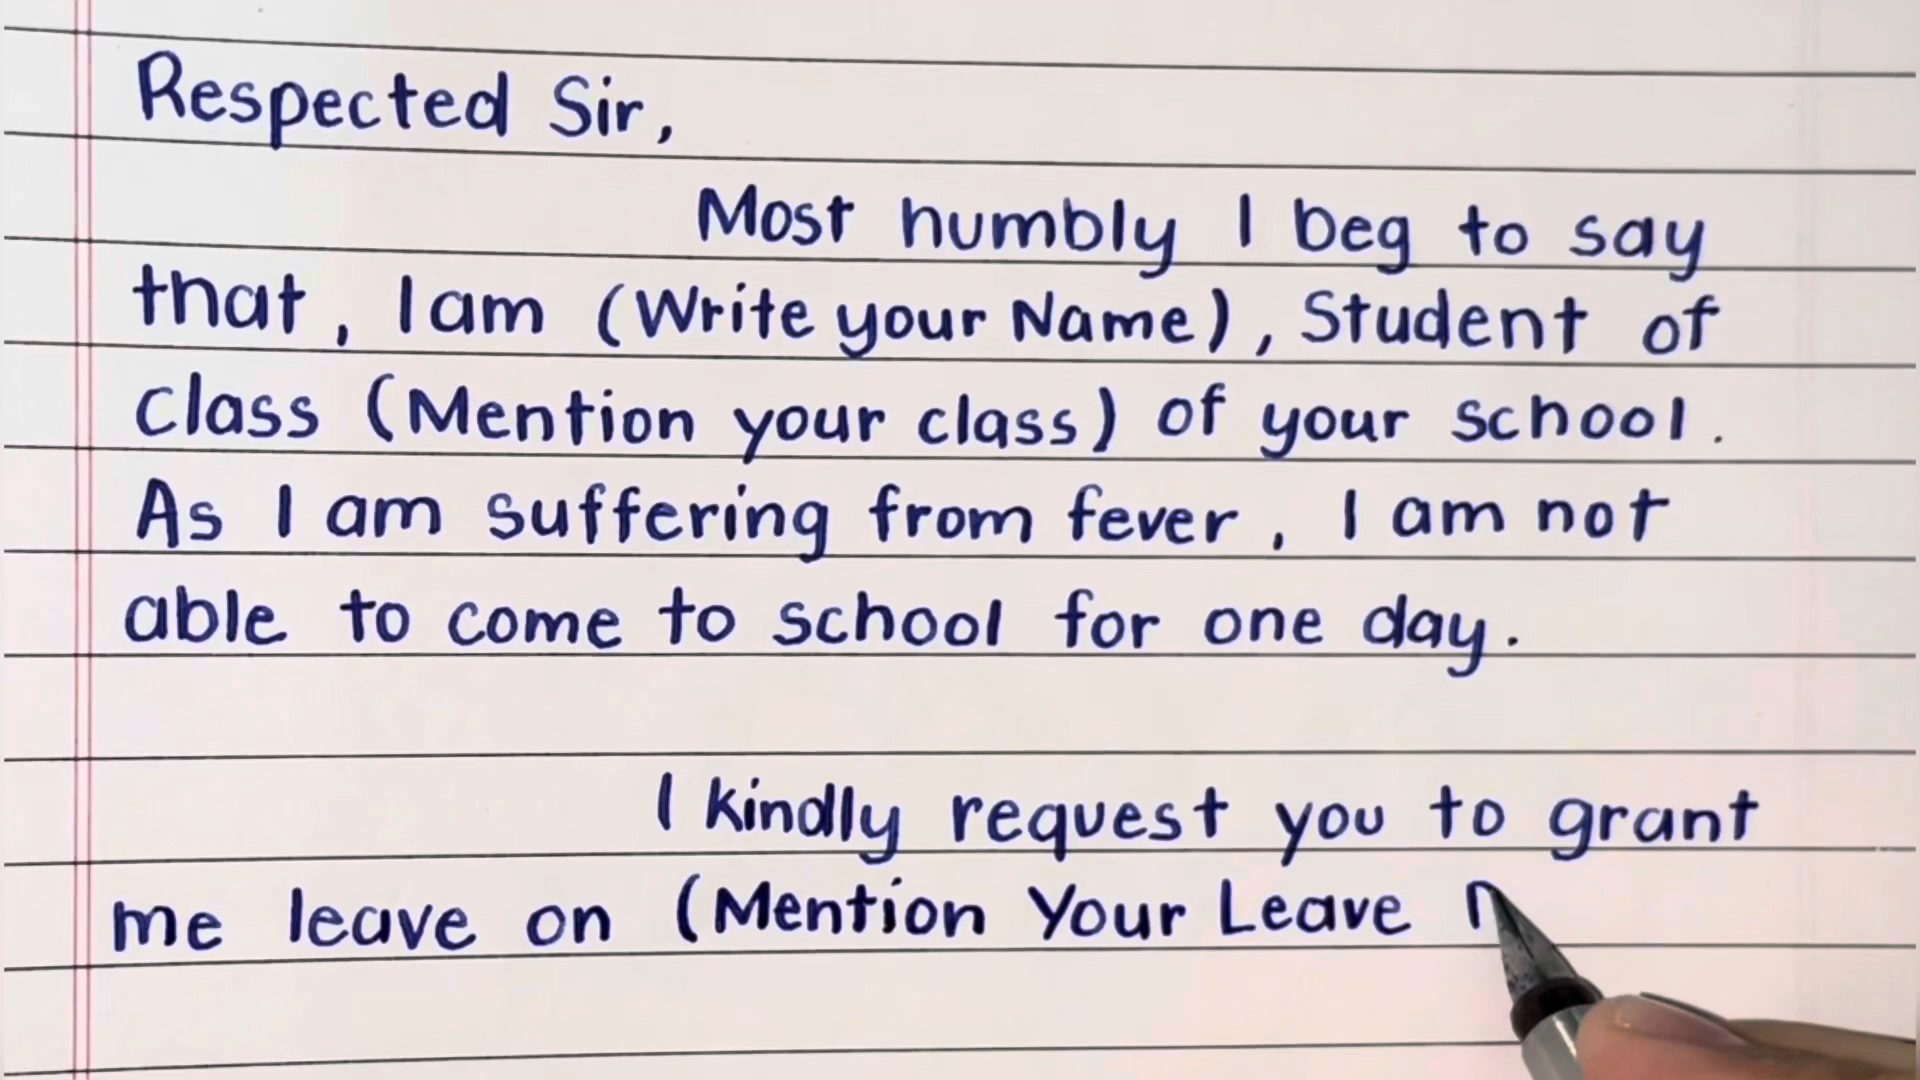 Respected Sir,
Most humbly I beg to say
that, I am (Write your Name), Student of
class (Mention your class) of your school.
As I am suffering from fever, I am not
able to come to school for one day.
I kindly request you to grant
me leave on (Mention Your Leave